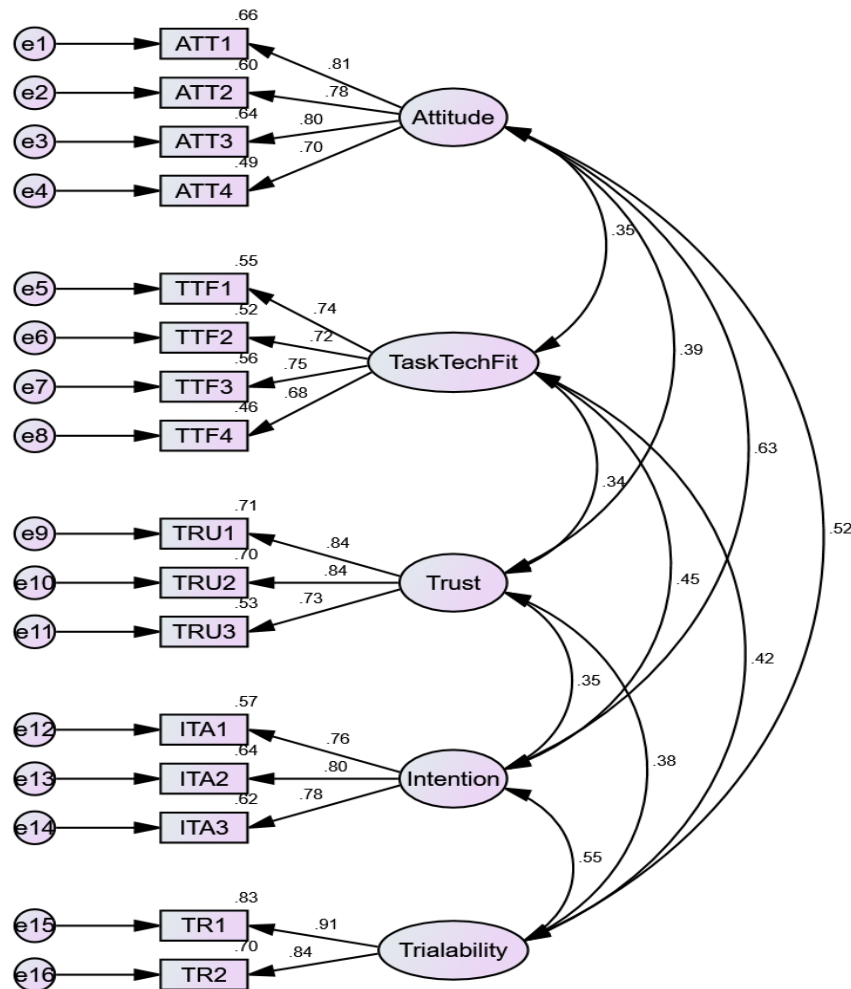 .66
e1 ATT1
.81
.60
e2 ATT2
.78
Attitude
.64
e3 ATT3
.80
.49
.70
e4 ATT4
.35
.55
e5 TTF1
.74
.52
e6 TTF2
.72
TaskTechFit
.39
.56
e7 TTF3
.75
.46
.68
e8 TTF4
.63
.34
.71
e9 TRU1
.84
.52
.70
e10 TRU2
.84
Trust
.45
.53
e11 TRU3
.73
.42
.35
.57
e12 ITA1
.76
.64
e13 ITA2
.80
Intention
.38
.62
e14 ITA3
.78
.55
.83
e15 TR1
.91
.70
Trialability
e16 TR2
.84